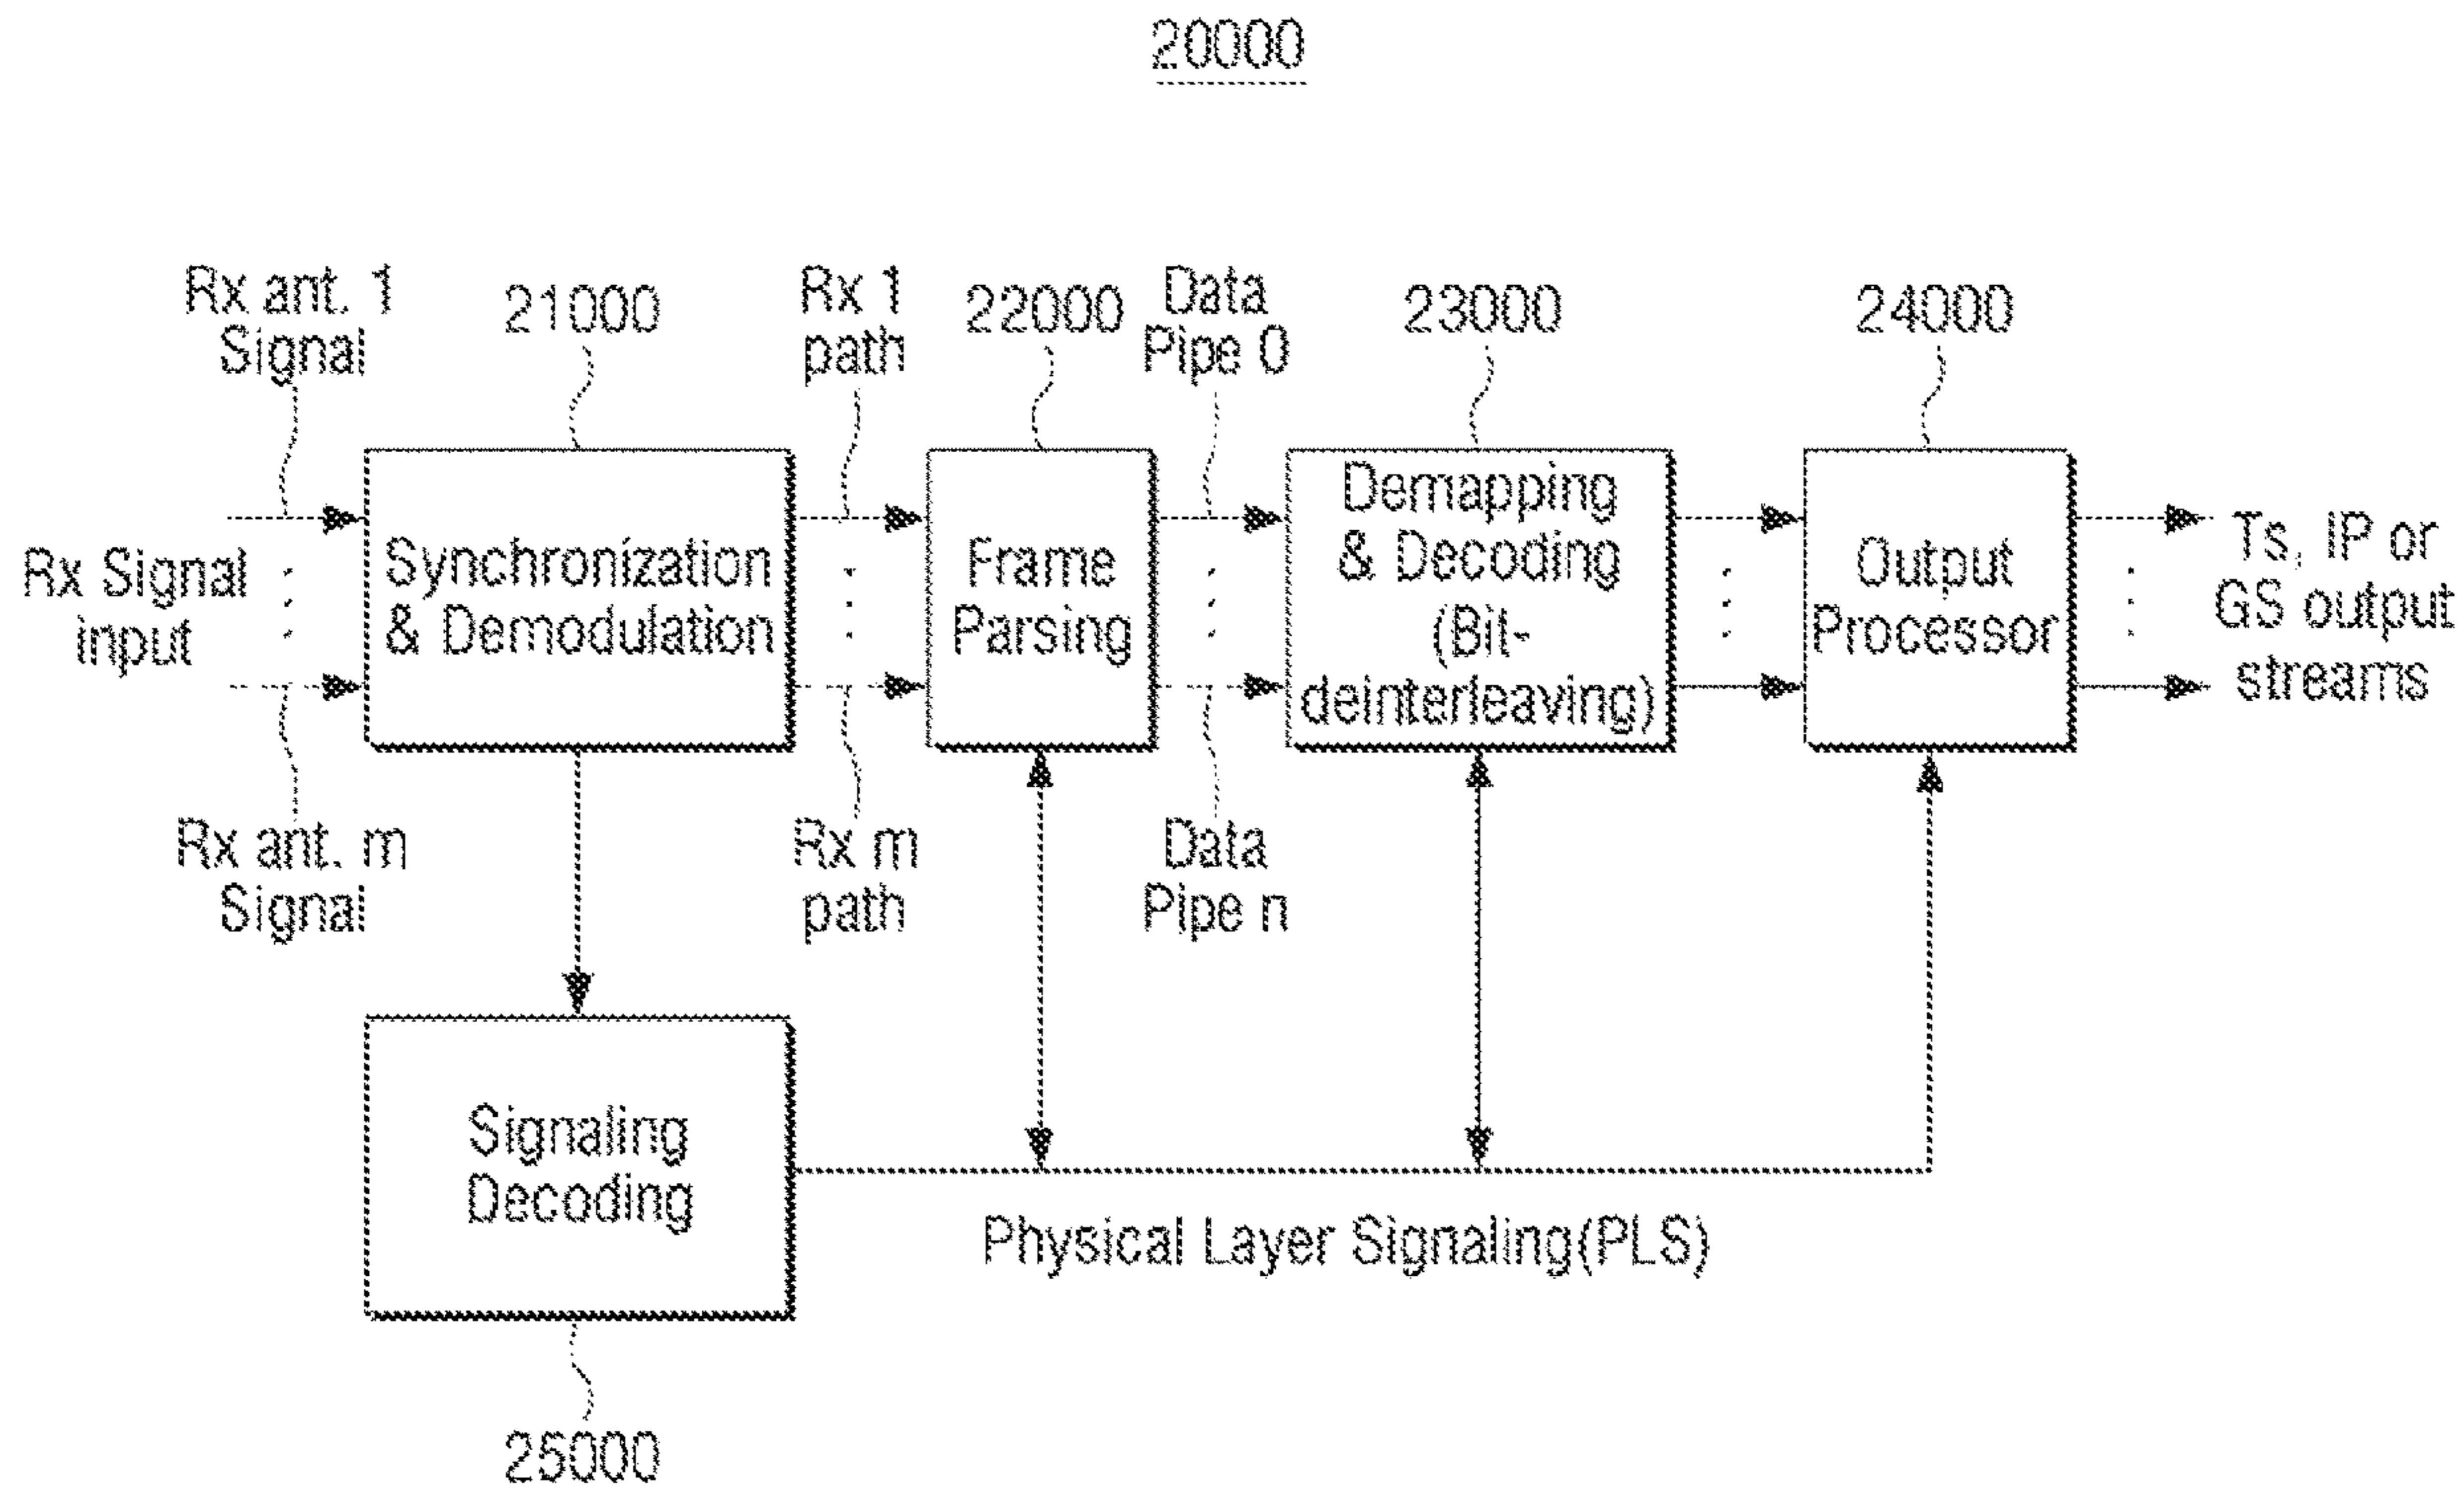 20000
Rx ant. 1
Signal
21000
Rx 1
path
22000
Data
Pipe 0
23000
24000
Rx Signal
input
Synchronization
& Demodulation
Frame
Parsing
Demapping
& Decoding
(Bit-
deinterleaving)
Output
Processor
Ts, IP or
GS output
streams
Rx ant. m
Signal
Rx m
path
Data
Pipe n
Signaling
Decoding
Physical Layer Signaling(PLS)
25000